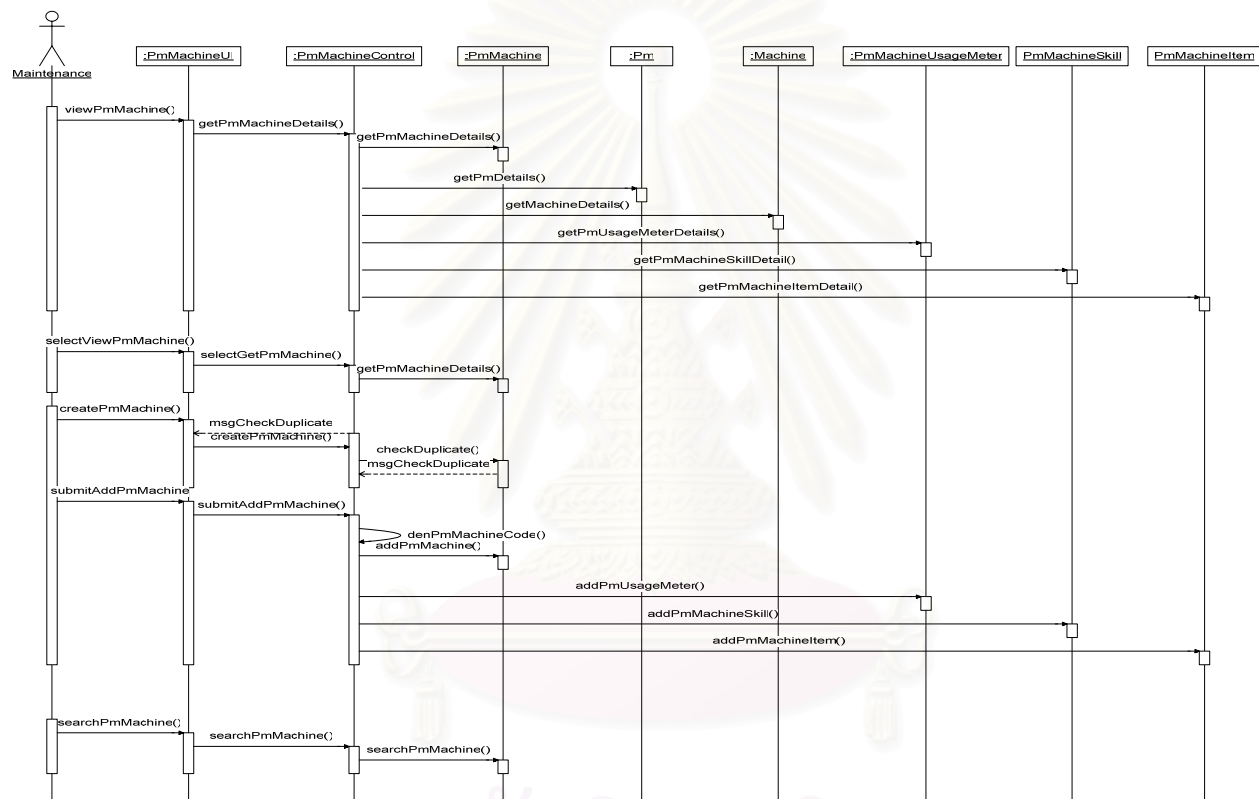 :PmMachineUI :PmMachineControl :PmMachine :Pm :Machine :PmMachineUsageMeter PmMachineSkill PmMachineItem
Maintenance
viewPmMachine()
getPmMachineDetails()
getPmMachineDetails()
getPmDetails()
getMachineDetails()
getPmUsageMeterDetails()
getPmMachineSkillDetail()
getPmMachineItemDetail()
selectViewPmMachine()
selectGetPmMachine()
getPmMachineDetails()
createPmMachine()
msgCheckDuplicate
createPmMachine()
checkDuplicate()
msgCheckDuplicate
submitAddPmMachine
submitAddPmMachine()
denPmMachineCode()
addPmMachine()
addPmUsageMeter()
addPmMachineSkill()
addPmMachineItem()
searchPmMachine()
searchPmMachine()
searchPmMachine()